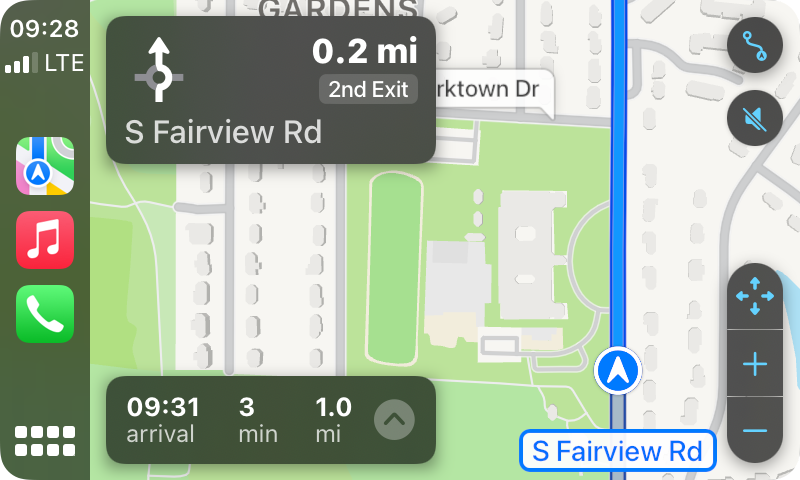 09:28
LTE
GARDENS
0.2 mi
2nd Exit
S Fairview Rd
rktown Dr
09:31 3 1.0
arrival min mi
S Fairview Rd